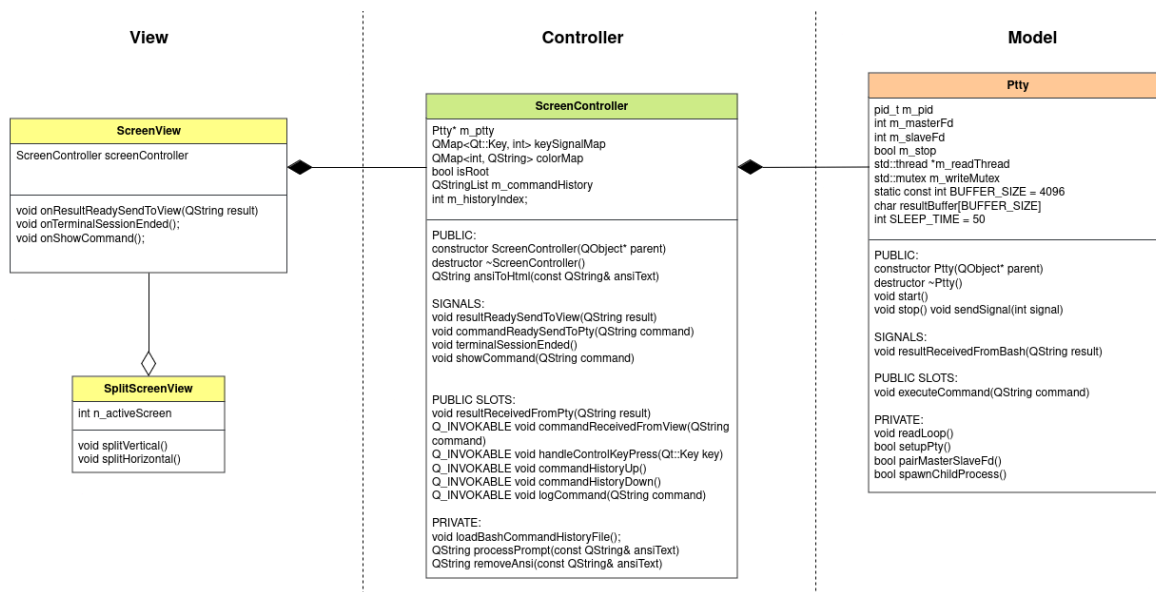 View
Controller
Model
ScreenView
ScreenController screenController
void onResultReadySendToView(QString result)
void onTerminalSessionEnded();
void onShowCommand();
SplitScreenView
int n_activeScreen
void splitVertical()
void splitHorizontal()
ScreenController
Ptty* m_ptty
QMap<Qt::Key, int> keySignalMap
QMap<int, QString> colorMap
bool isRoot
QStringList m_commandHistory
int m_historyIndex;
PUBLIC:
constructor ScreenController(QObject* parent)
destructor ~ScreenController()
QString ansiToHtml(const QString& ansiText)
SIGNALS:
void resultReadySendToView(QString result)
void commandReadySendToPty(QString command)
void terminalSessionEnded()
void showCommand(QString command)
PUBLIC SLOTS:
void resultReceivedFromPty(QString result)
Q_INVOKABLE void commandReceivedFromView(QString
command)
Q_INVOKABLE void handleControlKeyPress(Qt::Key key)
Q_INVOKABLE void commandHistoryUp()
Q_INVOKABLE void commandHistoryDown()
Q_INVOKABLE void logCommand(QString command)
PRIVATE:
void loadBashCommandHistoryFile();
QString processPrompt(const QString& ansiText)
QString removeAnsi(const QString& ansiText)
Ptty
pid_t m_pid
int m_masterFd
int m_slaveFd
bool m_stop
std::thread *m_readThread
std::mutex m_writeMutex
static const int BUFFER_SIZE = 4096
char resultBuffer[BUFFER_SIZE]
int SLEEP_TIME = 50
PUBLIC:
constructor Ptty(QObject* parent)
destructor ~Ptty()
void start()
void stop() void sendSignal(int signal)
SIGNALS:
void resultReceivedFromBash(QString result)
PUBLIC SLOTS:
void executeCommand(QString command)
PRIVATE:
void readLoop()
bool setupPty()
bool pairMasterSlaveFd()
bool spawnChildProcess()